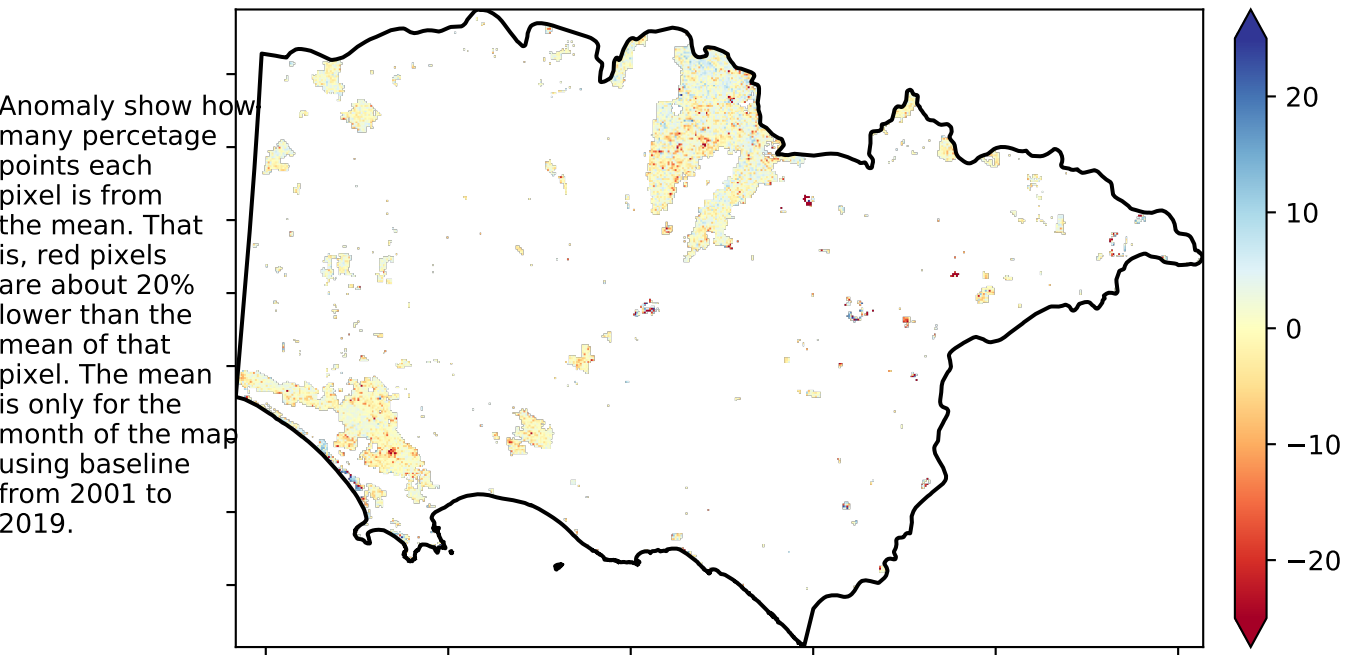 Anomaly show how
many percetage
points each
pixel is from
the mean. That
is, red pixels
are about 20%
lower than the
mean of that
pixel. The mean
is only for the
month of the map
using baseline
from 2001 to
2019.
20
10
0
−10
−20